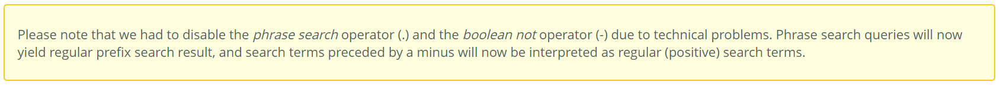 Please note that we had to disable the phrase search operator (.) and the boolean not operator (-) due to technical problems. Phrase search queries will now
yield regular prefix search result, and search terms preceded by a minus will now be interpreted as regular (positive) search terms.